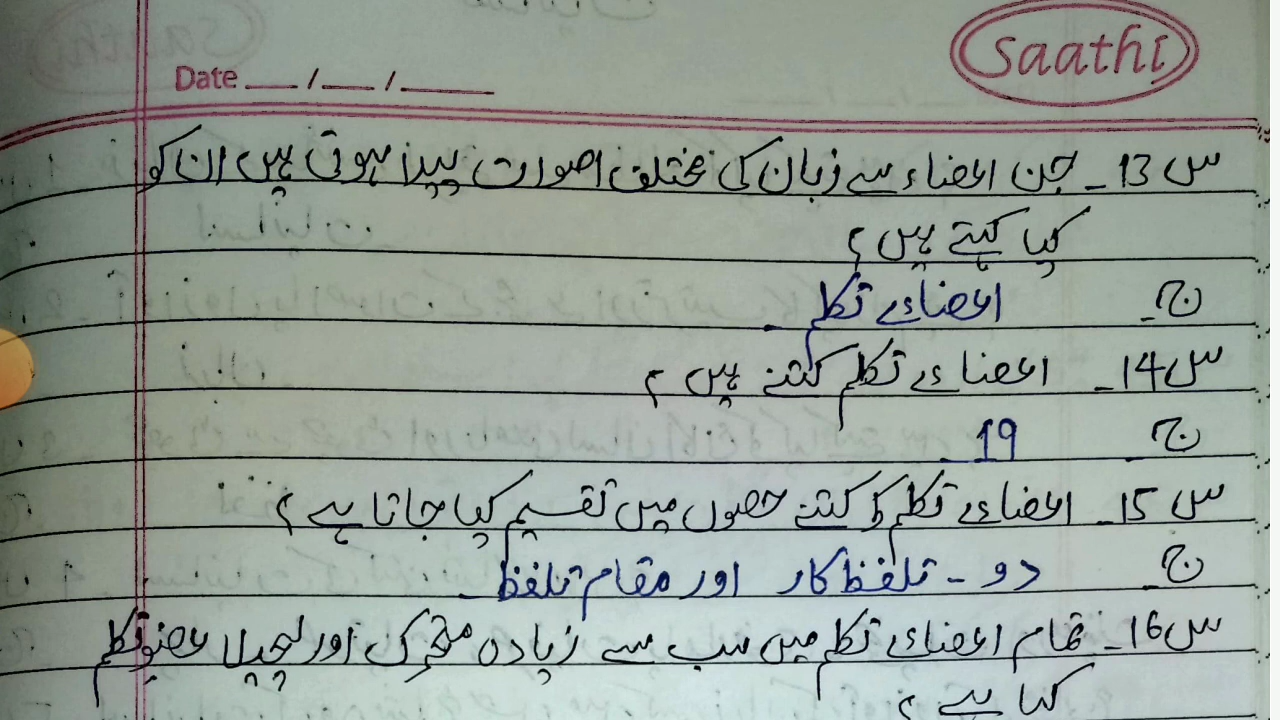 Saathi
Date __/__/____
س 13۔ جن اعضاء سے زبان کی مختلف اصوات پیدا ہوتی ہیں ان کو
کیا کہتے ہیں؟
ج۔ اعضائے تکلم
س 14۔ اعضائے تکلم کتنے ہیں؟
ج۔ 19۔
س 15۔ اعضائے تکلم کو کتنے حصوں میں تقسیم کیا جاتا ہے؟
ج۔ دو۔ تلفظ کار اور مقام تلفظ۔
س 16۔ تمام اعضائے تکلم میں سب سے زیادہ متحرک اور لچیلا عضو تکلم
کیا ہے؟